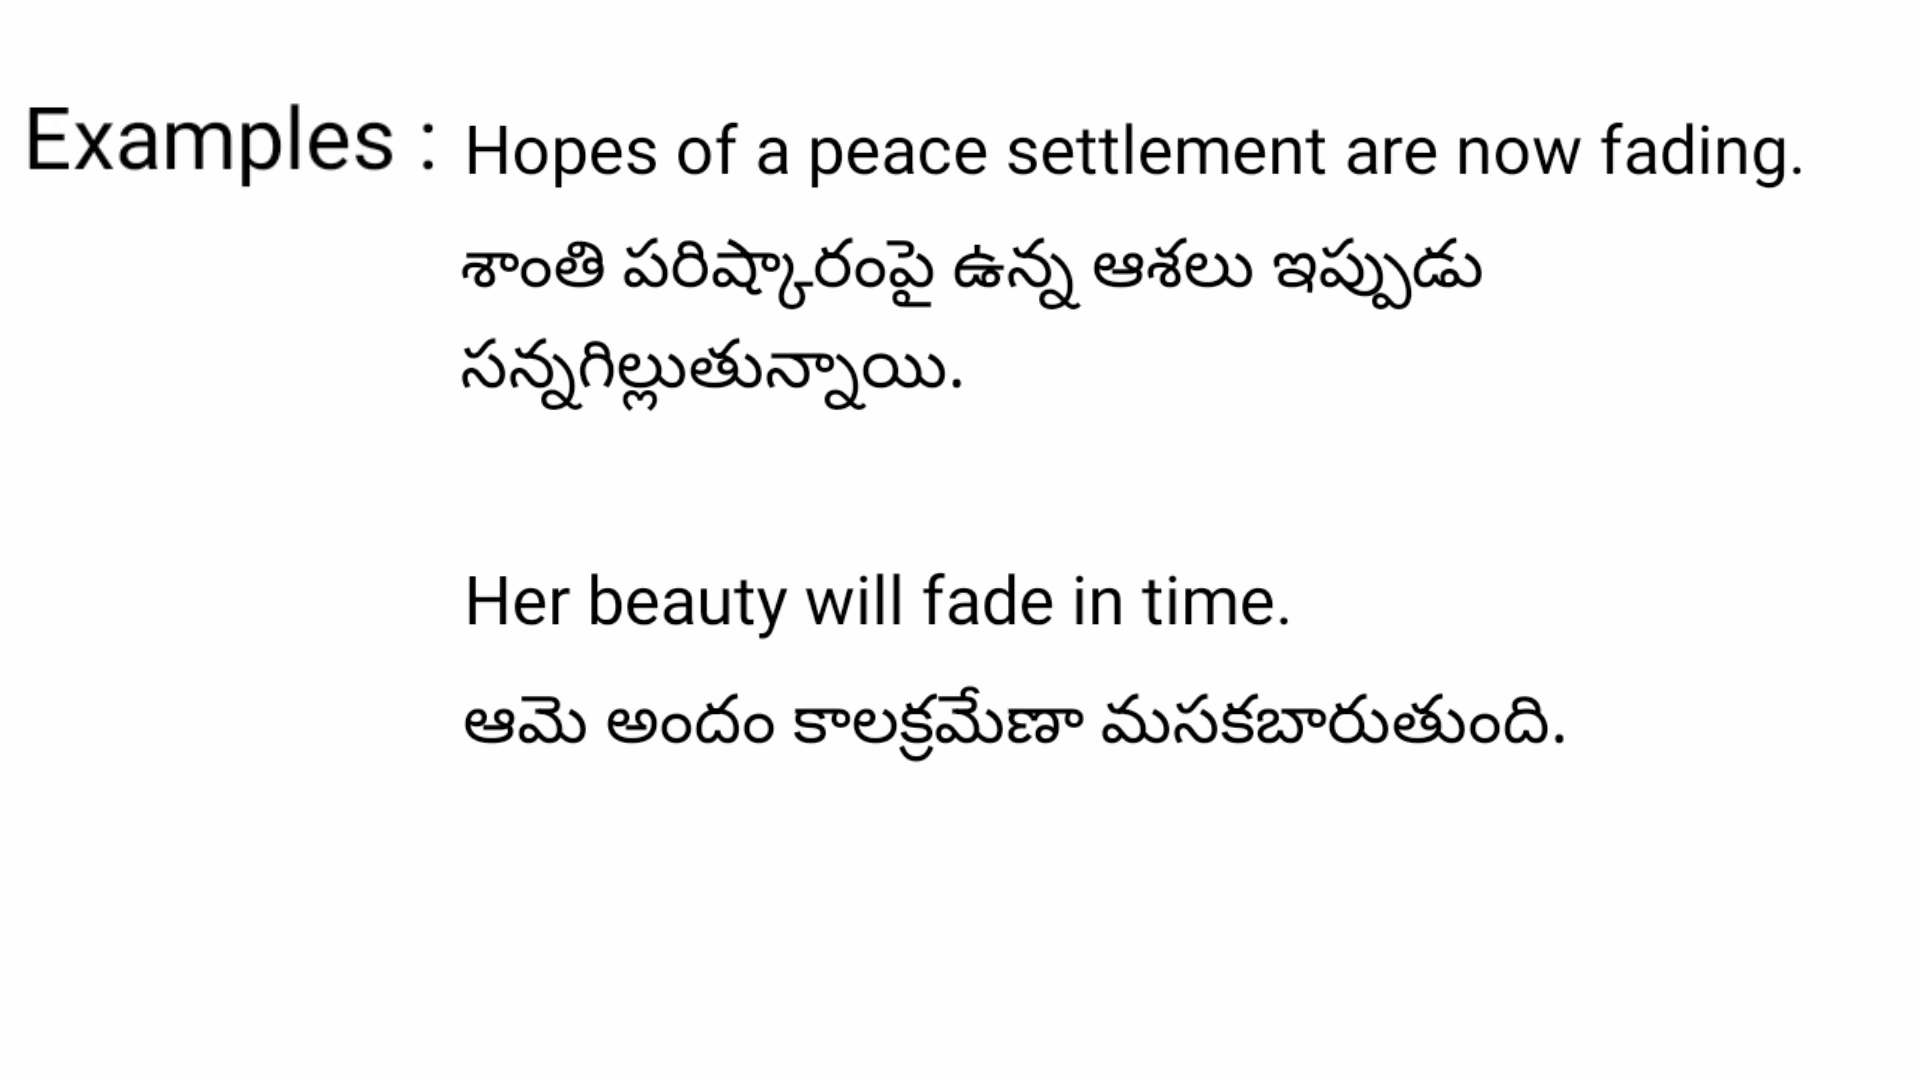 Examples : Hopes of a peace settlement are now fading.
శాంతి పరిష్కారంపై ఉన్న ఆశలు ఇప్పుడు
సన్నగిల్లుతున్నాయి.
Her beauty will fade in time.
ఆమె అందం కాలక్రమేణా మసకబారుతుంది.